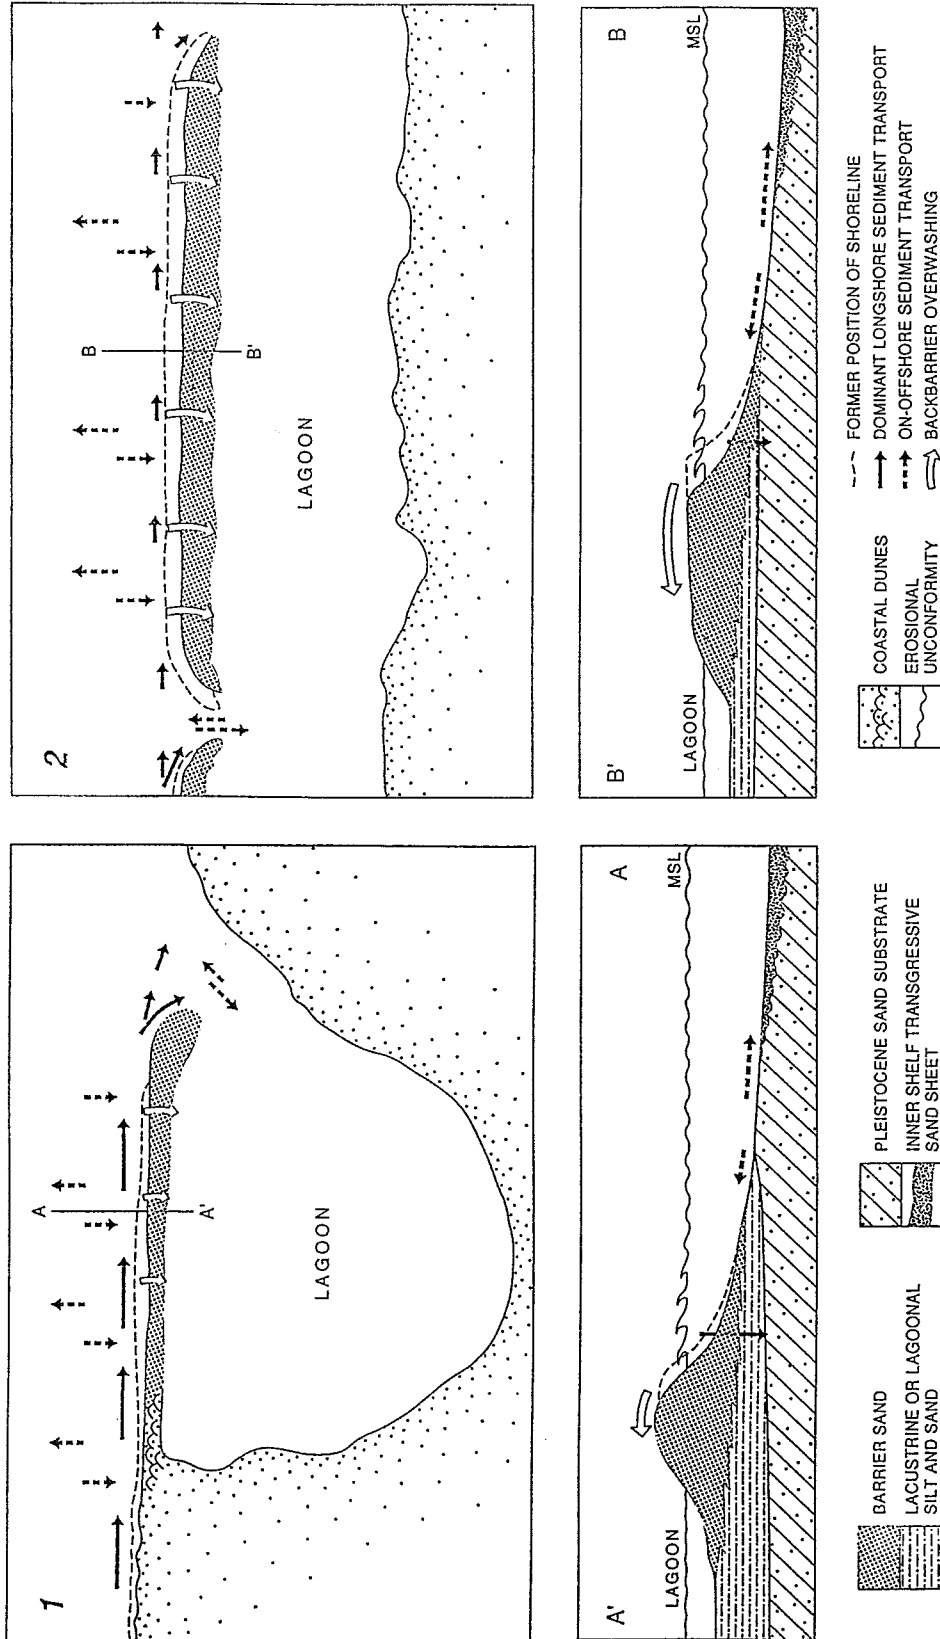 1
A
A'
LAGOON
2
B
B'
LAGOON
A'
A
LAGOON
MSL
B'
B
LAGOON
MSL
BARRIER SAND
LACUSTRINE OR LAGOONAL
SILT AND SAND
PLEISTOCENE SAND SUBSTRATE
INNER SHELF TRANSGRESSIVE
SAND SHEET
COASTAL DUNES
EROSIONAL
UNCONFORMITY
FORMER POSITION OF SHORELINE
DOMINANT LONGSHORE SEDIMENT TRANSPORT
ON-OFFSHORE SEDIMENT TRANSPORT
BACKBARRIER OVERWASHING